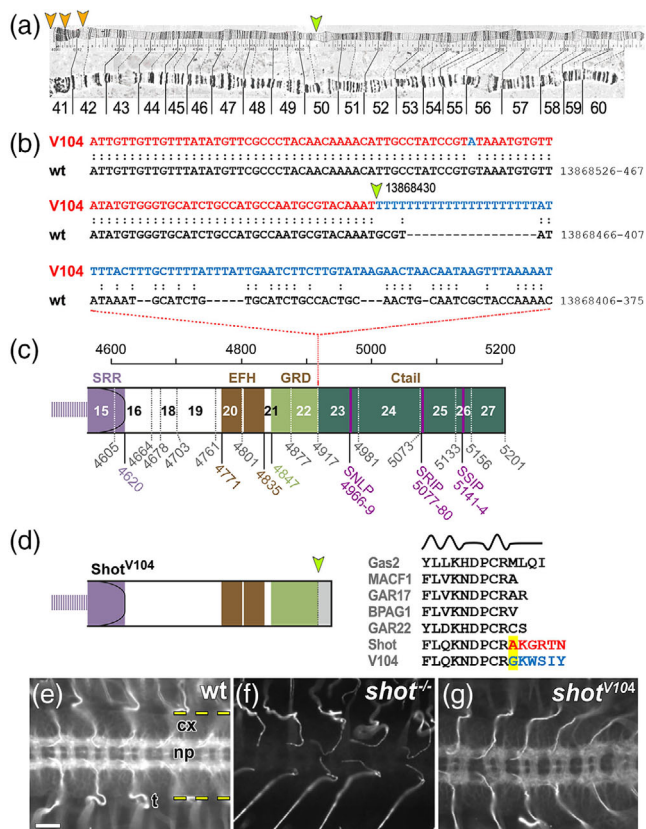 (a)
41 42 43 44 45 46 47 48 49 50 51 52 53 54 55 56 57 58 59 60
(b)
V104 ATTGTTGTTGTTTATATGTTCGCCCTACAACAAAACATTGCCTATCCGTATAAATGTGTT
wt ATTGTTGTTGTTTATATGTTCGCCCTACAACAAAACATTGCCTATCCGTGTAAATGTGTT 13868526-467
13868430
V104 ATATGTGGGTGCATCTGCCATGCCAATGCGTACAAATTTTTTTTTTTTTTTTTTTTTTAT
wt ATATGTGGGTGCATCTGCCATGCCAATGCGTACAAATGCGT-----------------AT 13868466-407
V104 TTTACTTTGCTTTTATTTATTGAATCTTCTTGTATAAGAACTAACAATAAGTTTAAAAAT
wt ATAAAT--GCATCTG-----TGCATCTGCCACTGC---AACTG-CAATCGCTACCAAAAC 13868406-375
(c)
4600 4800 5000 5200
SRR EFH GRD Ctail
15 16 18 19 20 21 22 23 24 25 26 27
4605 4620 4664 4678 4703 4761 4771 4801 4835 4847 4877 4917 SNLP 4966-9 4981 5073 SRIP 5077-80 5133 SSIP 5141-4 5156 5201
(d)
ShotV104
Gas2 YLLKHDPCRMLQI
MACF1 FLVKNDPCRA
GAR17 FLVKNDPCRAR
BPAG1 FLVKNDPCRV
GAR22 YLDKHDPCRCS
Shot FLQKNDPCRAKGRTN
V104 FLQKNDPCRGKWSIY
(e) wt
cx
np
t
(f) shot-/-
(g) shotV104